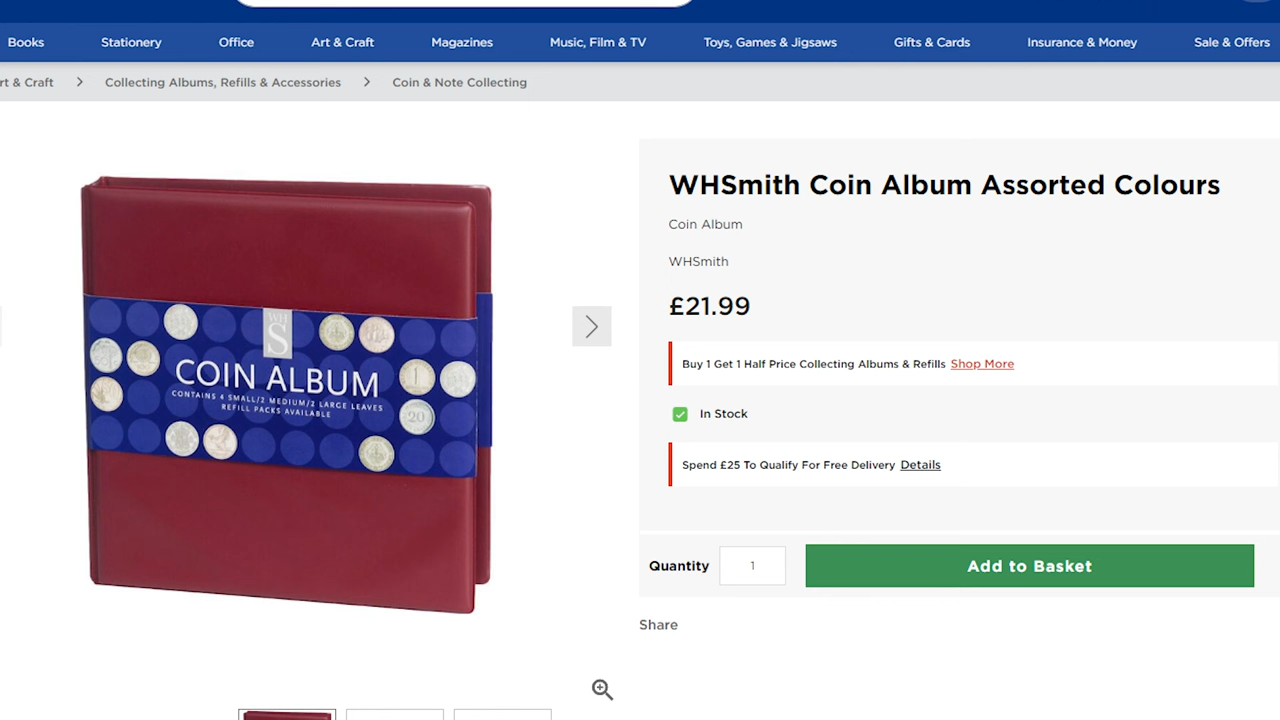 Books Stationery Office Art & Craft Magazines Music, Film & TV Toys, Games & Jigsaws Gifts & Cards Insurance & Money Sale & Offers
rt & Craft > Collecting Albums, Refills & Accessories > Coin & Note Collecting
WHSmith Coin Album Assorted Colours
Coin Album
WHSmith
£21.99
Buy 1 Get 1 Half Price Collecting Albums & Refills Shop More
In Stock
Spend £25 To Qualify For Free Delivery Details
Quantity 1 Add to Basket
Share
WH
S
COIN ALBUM
CONTAINS 4 SMALL/2 MEDIUM/2 LARGE LEAVES
REFILL PACKS AVAILABLE
1
20